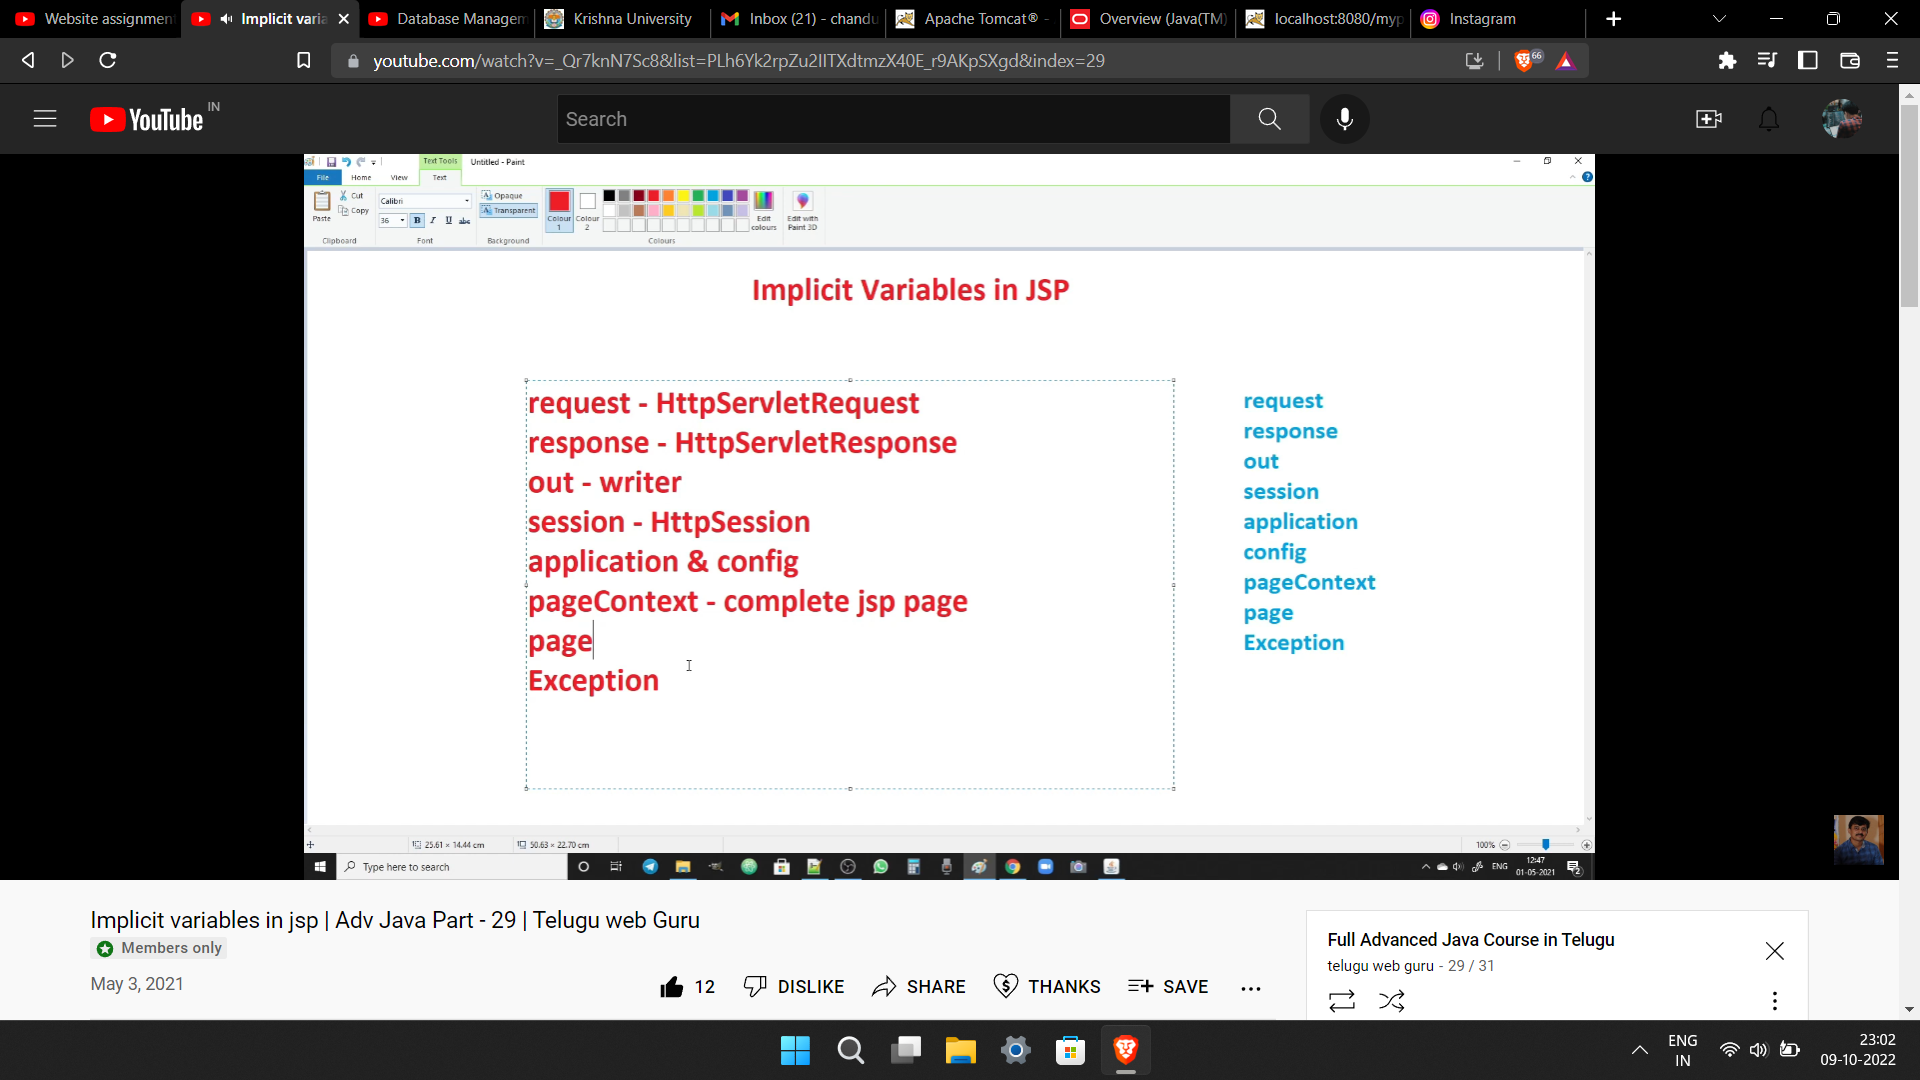 Website assignment
Implicit varia
Database Managem
Krishna University
Inbox (21) - chandu
Apache Tomcat® -
Overview (Java(TM)
localhost:8080/myp
Instagram
youtube.com/watch?v=_Qr7knN7Sc8&list=PLh6Yk2rpZu2IITXdtmzX40E_r9AKpSXgd&index=29
66
YouTube IN
Search
Text Tools
Untitled - Paint
File
Home
View
Text
Paste
Cut
Copy
Clipboard
Calibri
36
B I U abc
Font
Opaque
Transparent
Background
Colour 1
Colour 2
Edit colours
Edit with Paint 3D
Colours
Implicit Variables in JSP
request - HttpServletRequest
response - HttpServletResponse
out - writer
session - HttpSession
application & config
pageContext - complete jsp page
page
Exception
request
response
out
session
application
config
pageContext
page
Exception
25.61 × 14.44 cm
50.63 × 22.70 cm
100%
Type here to search
ENG
12:47
01-05-2021
2
Implicit variables in jsp | Adv Java Part - 29 | Telugu web Guru
Members only
May 3, 2021
12
DISLIKE
SHARE
THANKS
SAVE
Full Advanced Java Course in Telugu
telugu web guru - 29 / 31
ENG
IN
23:02
09-10-2022